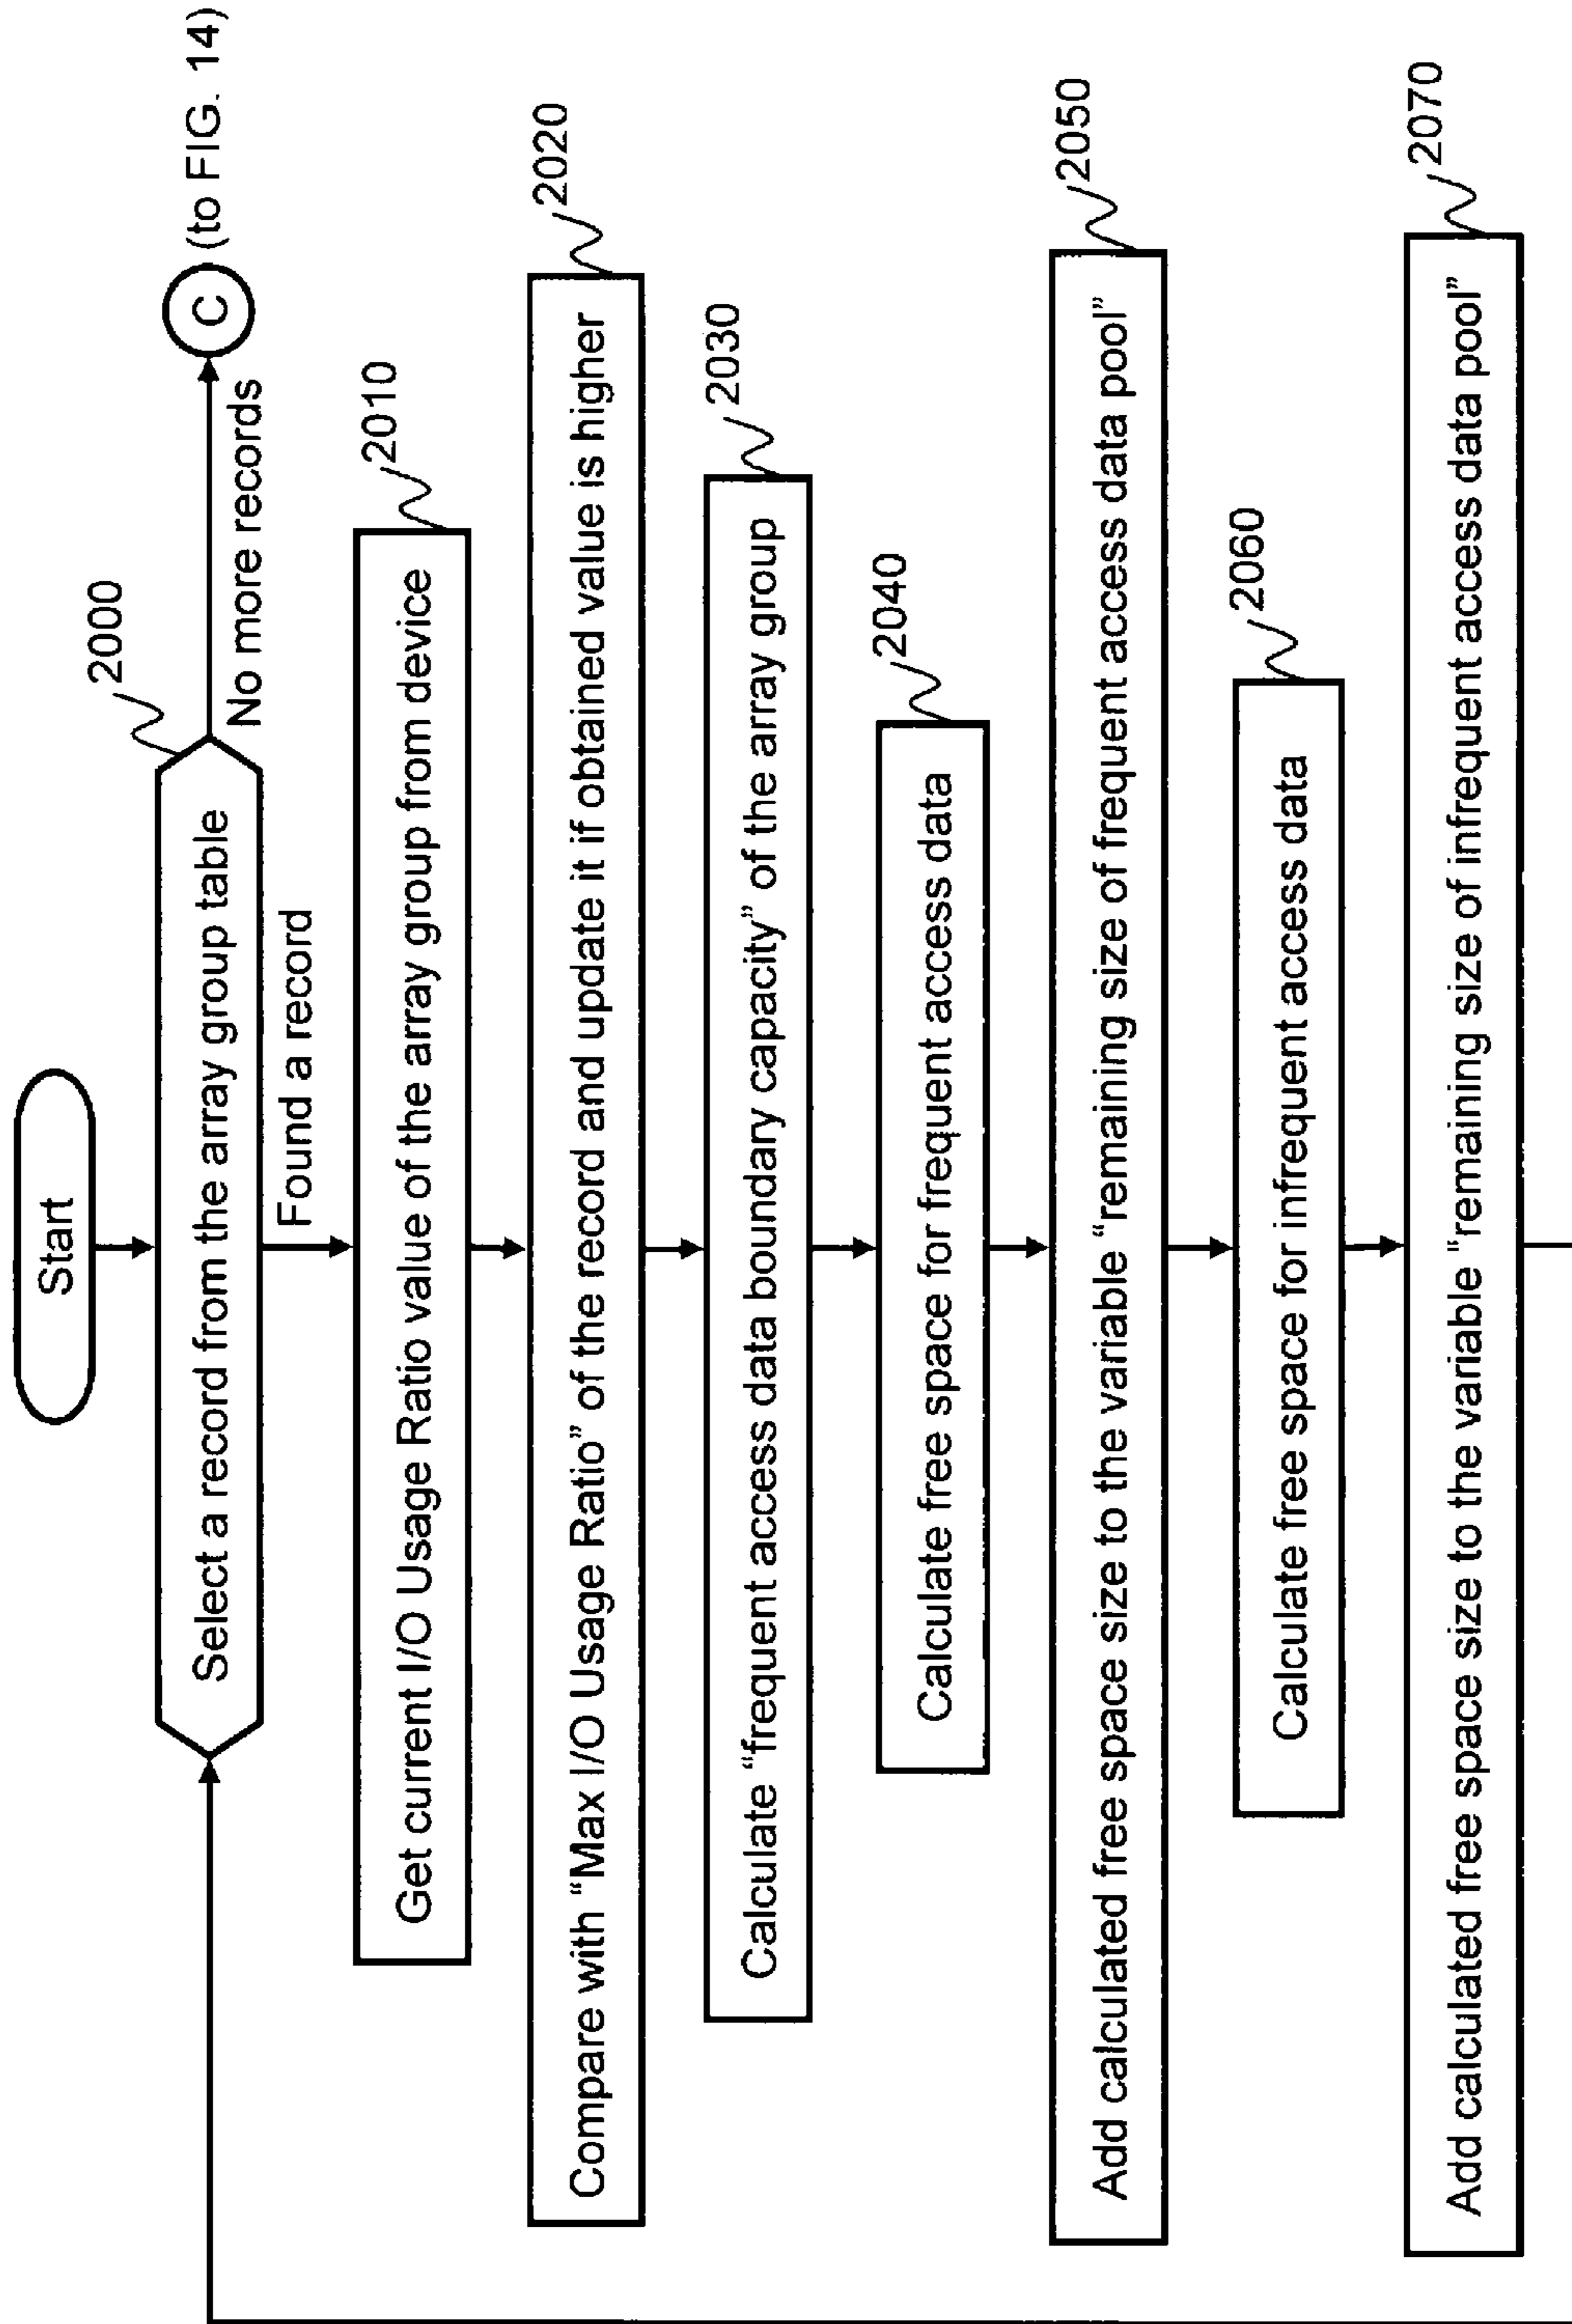 Start
2000
Select a record from the array group table
No more records
C
(to FIG. 14)
Found a record
2010
Get current I/O Usage Ratio value of the array group from device
2020
Compare with “Max I/O Usage Ratio” of the record and update it if obtained value is higher
2030
Calculate “frequent access data boundary capacity” of the array group
2040
Calculate free space for frequent access data
2050
Add calculated free space size to the variable “remaining size of frequent access data pool”
2060
Calculate free space for infrequent access data
2070
Add calculated free space size to the variable “remaining size of infrequent access data pool”